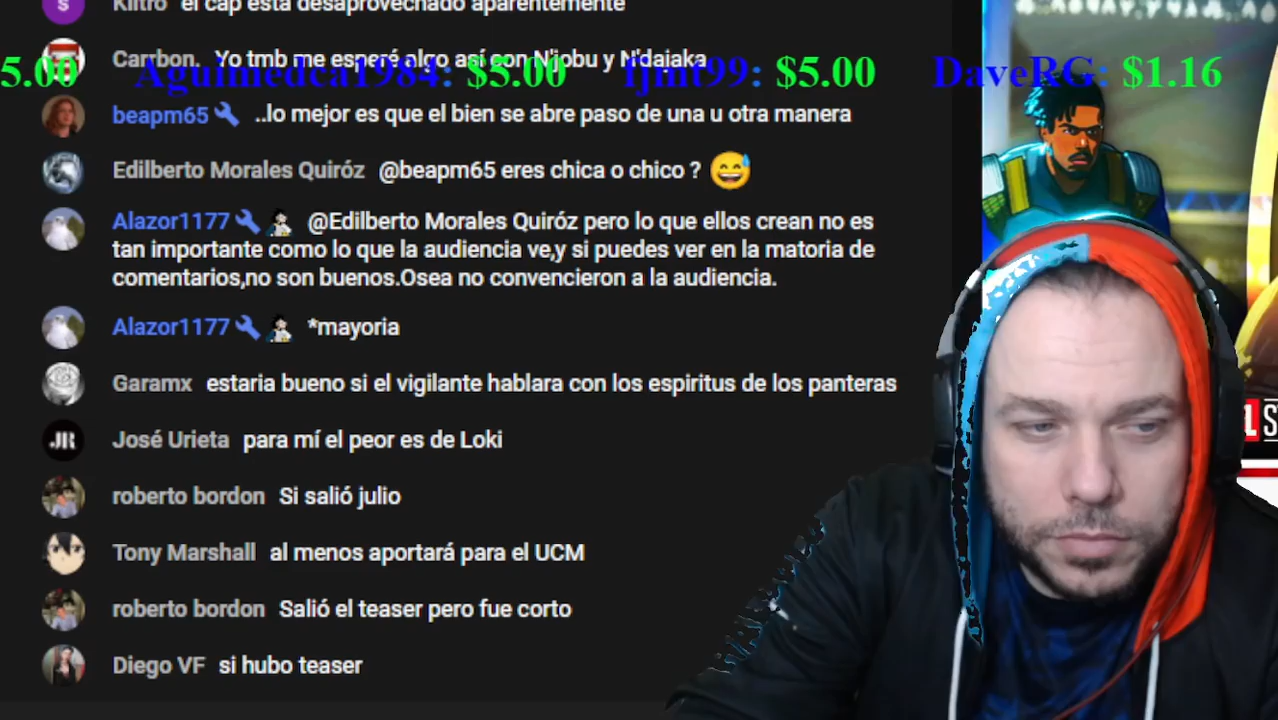 Kiltro el cap está desaprovechado aparentemente
Carrbon. Yo tmb me esperé algo así con N'jobu y N'dajaka
5.00 Aguimedca1984: $5.00 fjmt99: $5.00 DaveRG: $1.16
beapm65 ..lo mejor es que el bien se abre paso de una u otra manera
Edilberto Morales Quiróz @beapm65 eres chica o chico ? 😅
Alazor1177 @Edilberto Morales Quiróz pero lo que ellos crean no es
tan importante como lo que la audiencia ve,y si puedes ver en la matoria de
comentarios,no son buenos.Osea no convencieron a la audiencia.
Alazor1177 *mayoria
Garamx estaria bueno si el vigilante hablara con los espiritus de los panteras
José Urieta para mí el peor es de Loki
roberto bordon Si salió julio
Tony Marshall al menos aportará para el UCM
roberto bordon Salió el teaser pero fue corto
Diego VF si hubo teaser